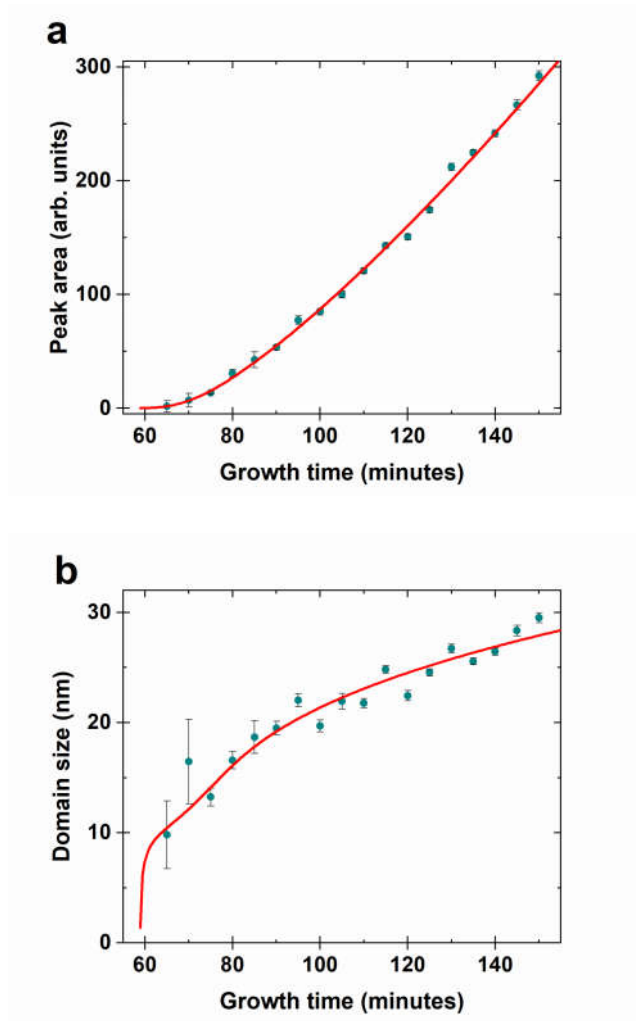 a
300
200
100
0
Peak area (arb. units)
60 80 100 120 140
Growth time (minutes)
b
30
20
10
0
Domain size (nm)
60 80 100 120 140
Growth time (minutes)